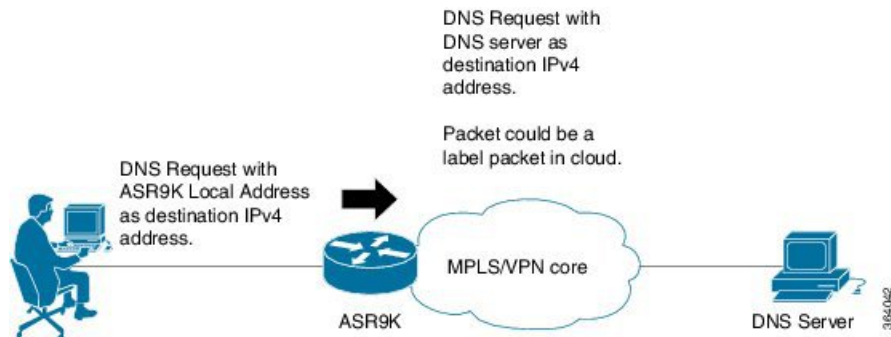 DNS Request with
DNS server as
destination IPv4
address.
Packet could be a
label packet in cloud.
DNS Request with
ASR9K Local Address
as destination IPv4
address.
MPLS/VPN core
ASR9K
DNS Server
364042